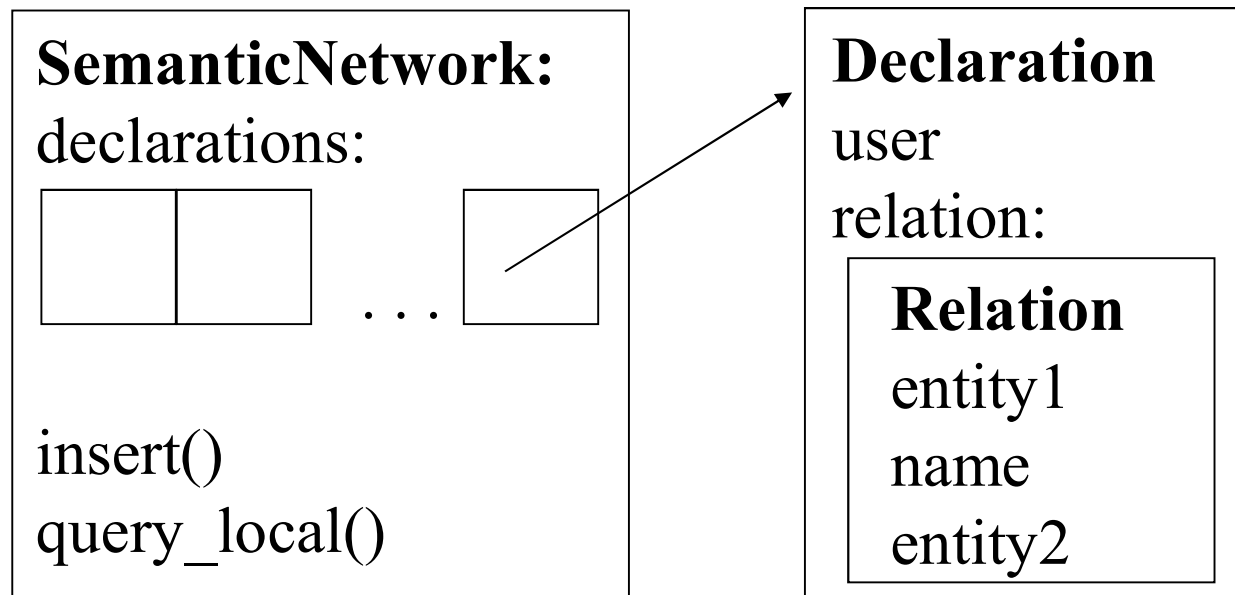 SemanticNetwork:
declarations:
. . .
insert()
query_local()
Declaration
user
relation:
Relation
entity1
name
entity2